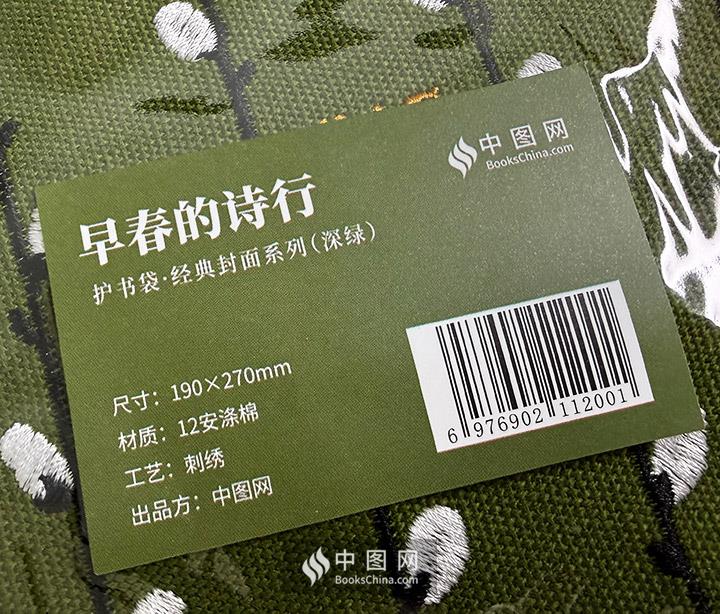 中图网
BooksChina.com
早春的诗行
护书袋·经典封面系列(深绿)
尺寸：190×270mm
材质：12安涤棉
工艺：刺绣
出品方：中图网
6 976902 112001
中图网
BooksChina.com